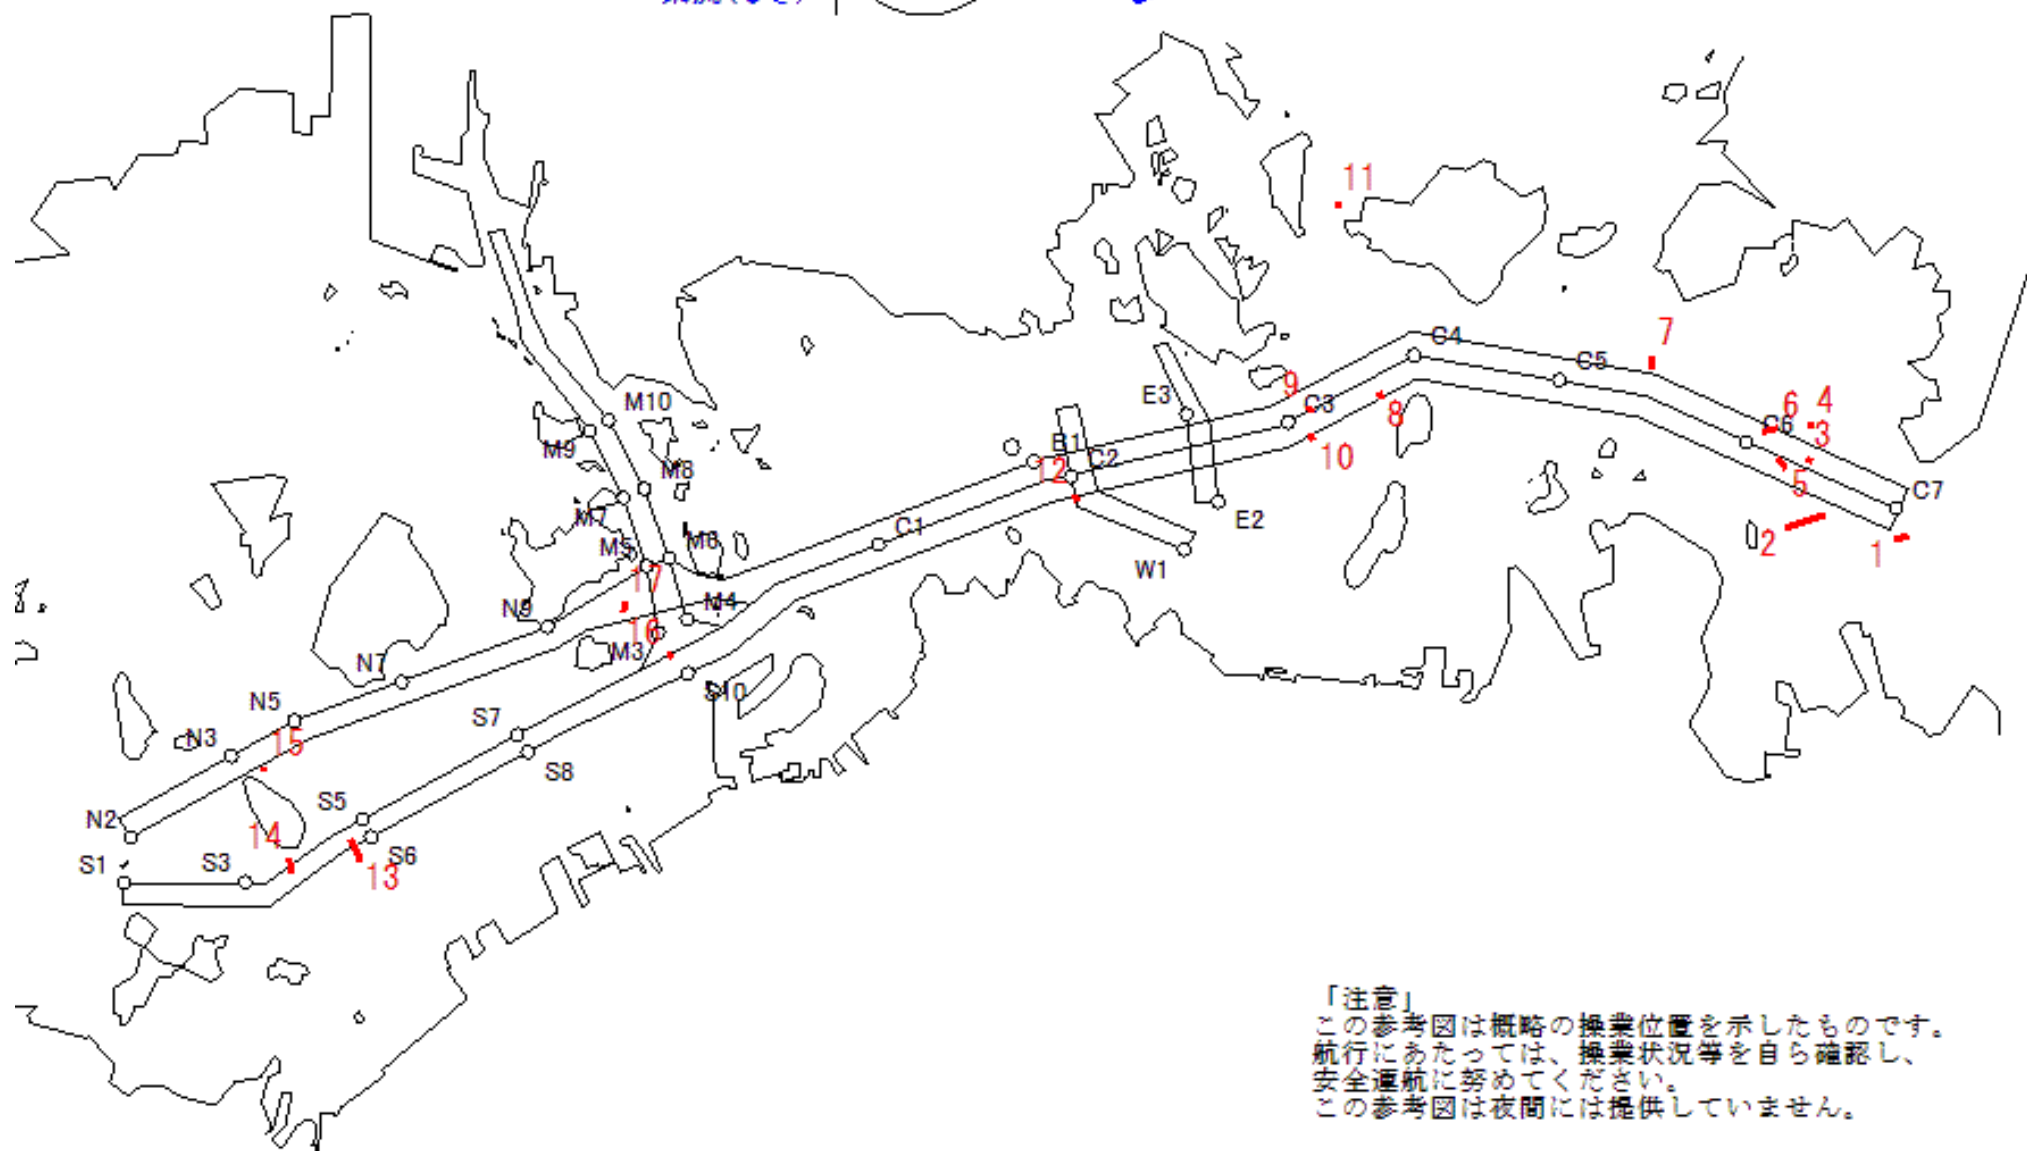 11
C4
7
C5
9
E3
C3
8
M10
B1
C2
6
4
C6
3
M9
M8
12
10
5
C7
M7
C1
E2
2
1
M5
M6
W1
17
N9
M4
16
M3
N7
S10
N5
S7
N3
15
S8
S5
N2
14
S6
S1
S3
13
「注意」
この参考図は概略の操業位置を示したものです。
航行にあたっては、操業状況等を自ら確認し、
安全運航に努めてください。
この参考図は夜間には提供していません。